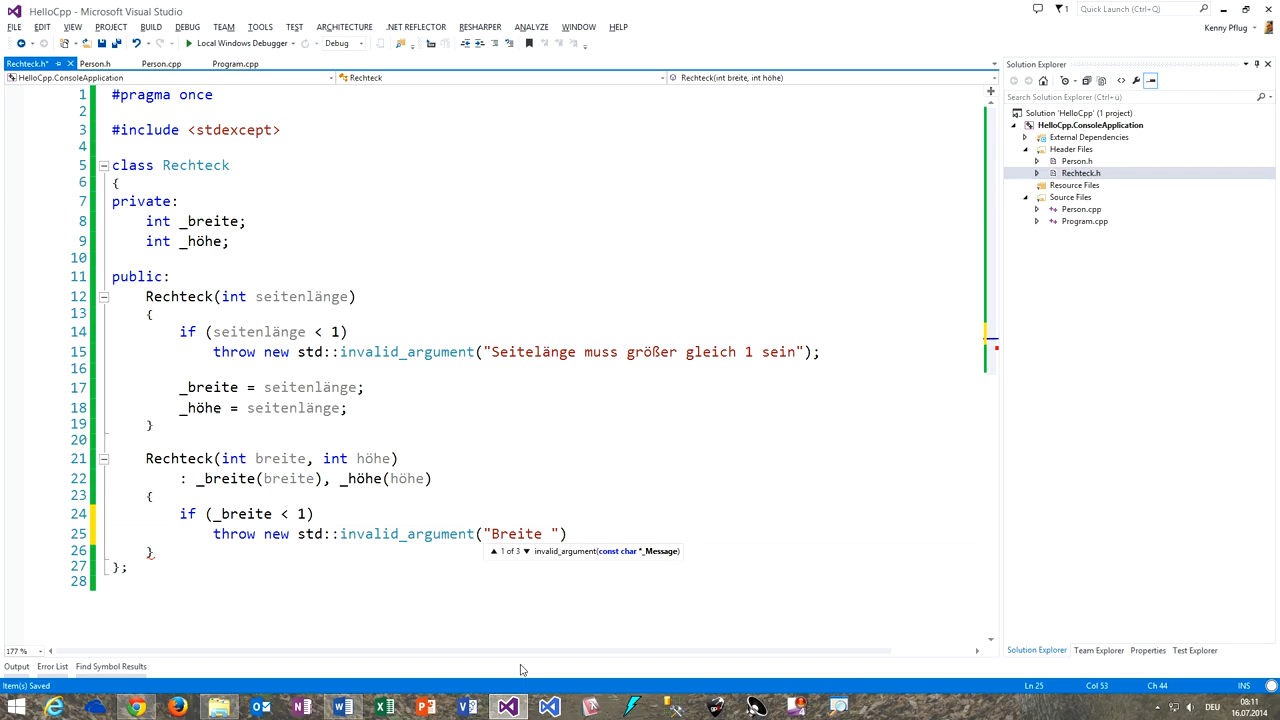 HelloCpp - Microsoft Visual Studio
Quick Launch (Ctrl+Q)
1
FILE EDIT VIEW PROJECT BUILD DEBUG TEAM TOOLS TEST ARCHITECTURE .NET REFLECTOR RESHARPER ANALYZE WINDOW HELP
Kenny Pflug
Local Windows Debugger Debug
Rechteck.h* Person.h Person.cpp Program.cpp
HelloCpp.ConsoleApplication Rechteck Rechteck(int breite, int höhe)
1 #pragma once
2
3 #include <stdexcept>
4
5 class Rechteck
6 {
7 private:
8 int _breite;
9 int _höhe;
10
11 public:
12 Rechteck(int seitenlänge)
13 {
14 if (seitenlänge < 1)
15 throw new std::invalid_argument("Seitelänge muss größer gleich 1 sein");
16
17 _breite = seitenlänge;
18 _höhe = seitenlänge;
19 }
20
21 Rechteck(int breite, int höhe)
22 : _breite(breite), _höhe(höhe)
23 {
24 if (_breite < 1)
25 throw new std::invalid_argument("Breite ")
26 }
1 of 3 invalid_argument(const char *_Message)
27 };
28
177 %
Solution Explorer
Search Solution Explorer (Ctrl+ü)
Solution 'HelloCpp' (1 project)
HelloCpp.ConsoleApplication
External Dependencies
Header Files
Person.h
Rechteck.h
Resource Files
Source Files
Person.cpp
Program.cpp
Solution Explorer Team Explorer Properties Test Explorer
Output Error List Find Symbol Results
Item(s) Saved Ln 25 Col 53 Ch 44 INS
DEU 08:11
16.07.2014